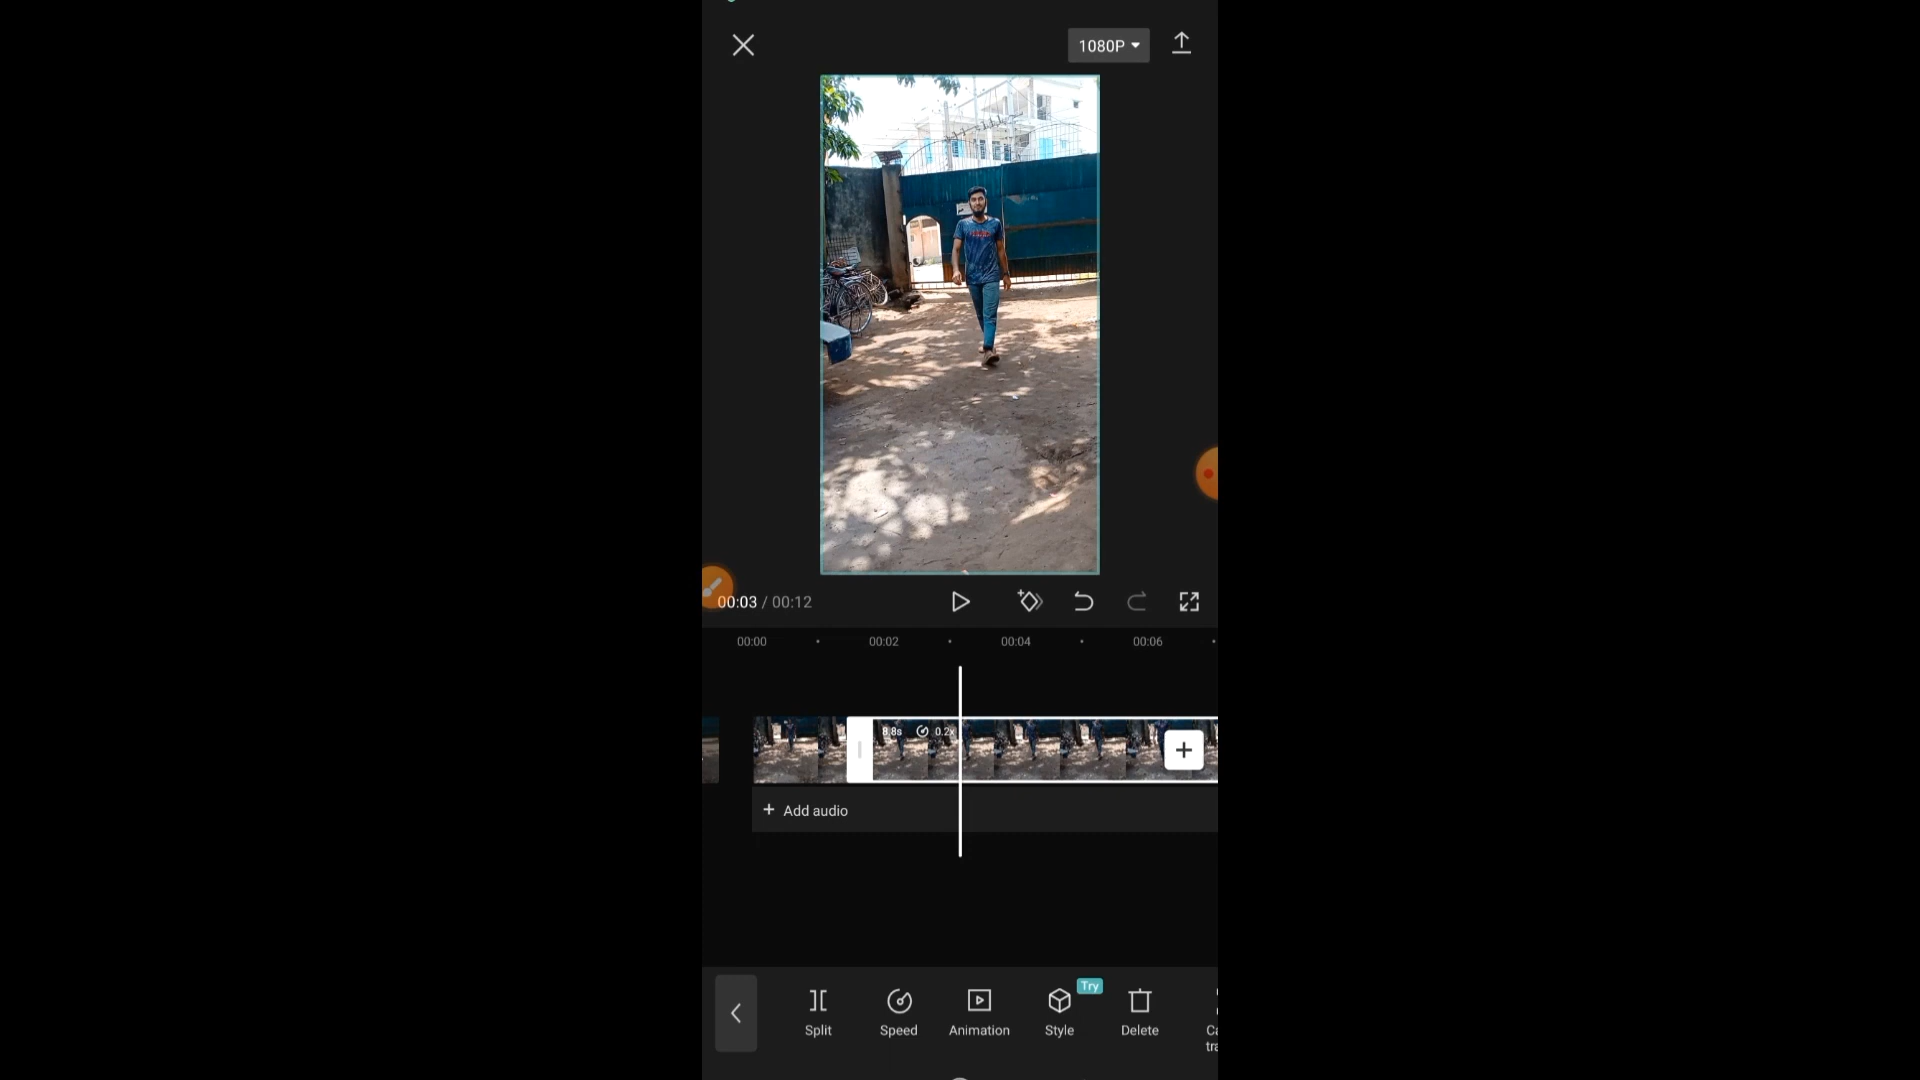 1080P
00:03 / 00:12
00:00 00:02 00:04 00:06
8.8s 0.2x
+ Add audio
Try
Split Speed Animation Style Delete